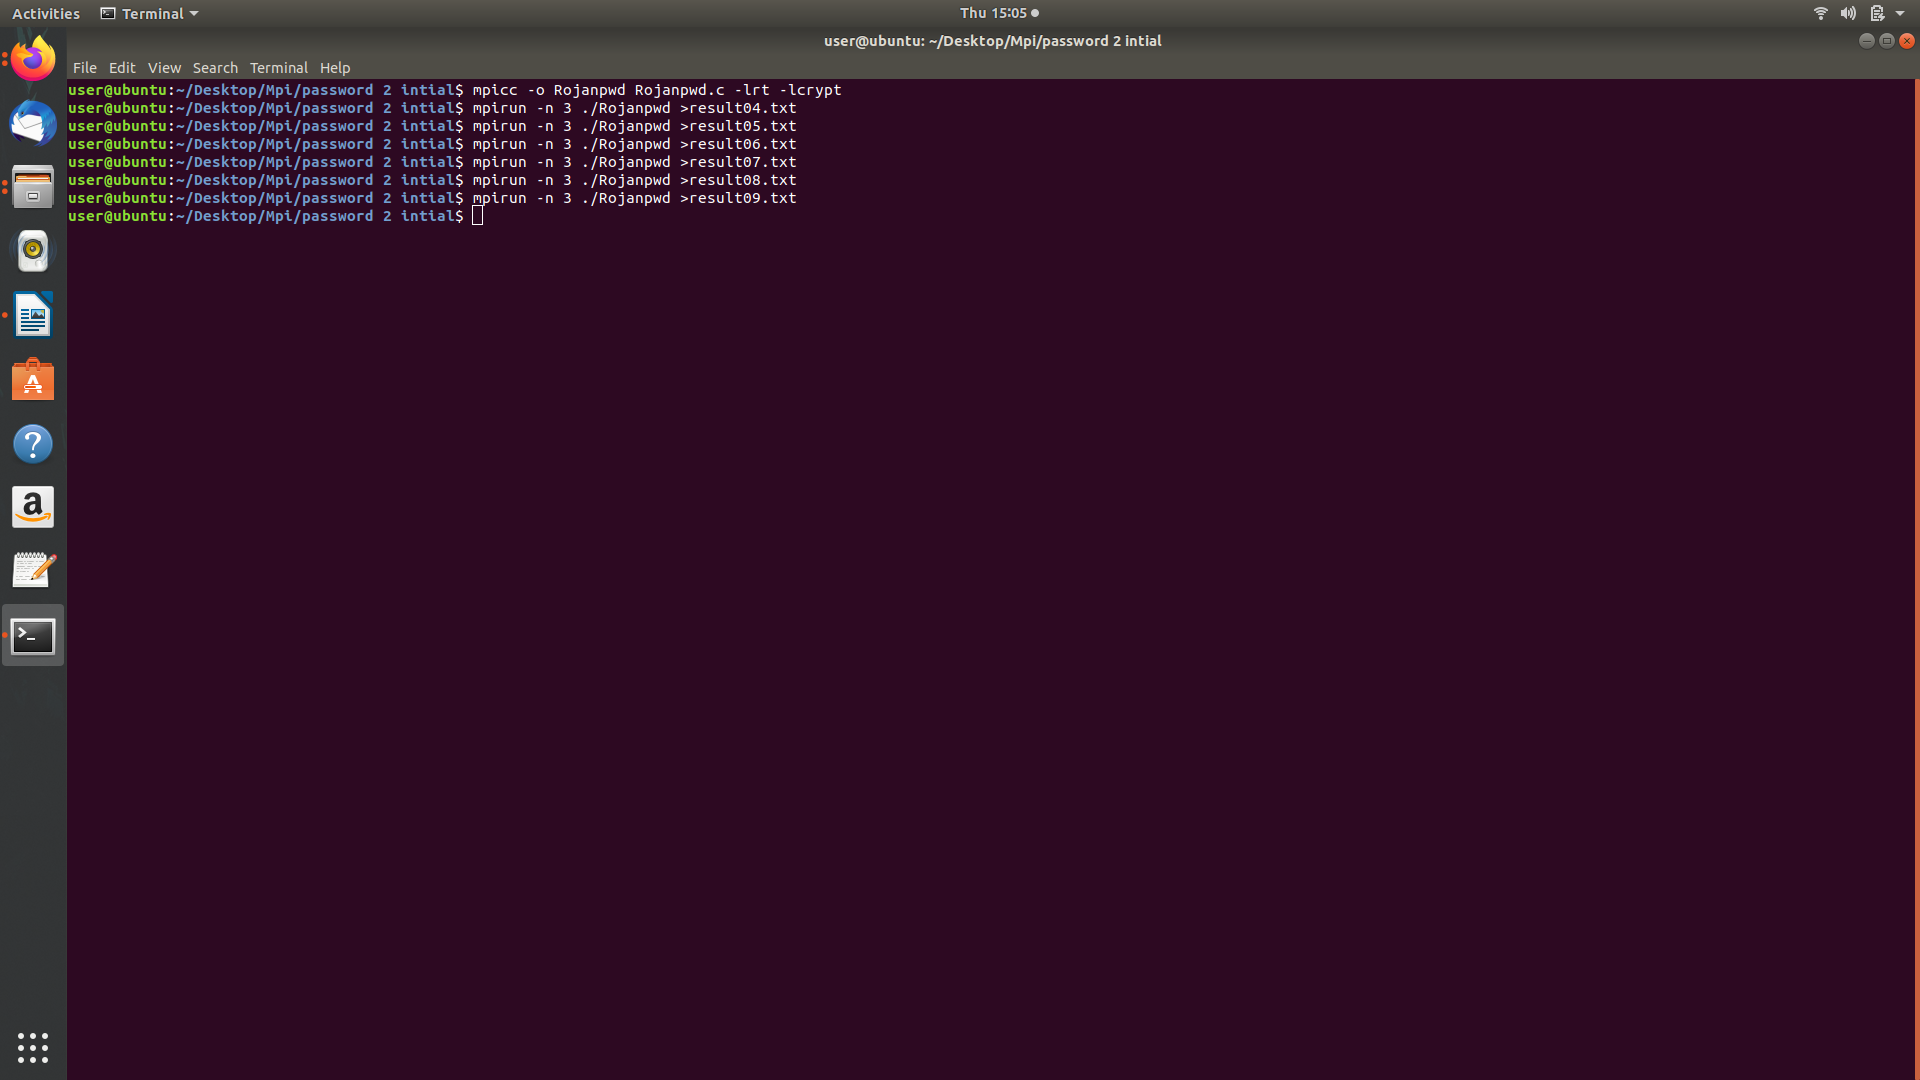 Activities Terminal Thu 15:05
user@ubuntu: ~/Desktop/Mpi/password 2 intial
File Edit View Search Terminal Help
user@ubuntu:~/Desktop/Mpi/password 2 intial$ mpicc -o Rojanpwd Rojanpwd.c -lrt -lcrypt
user@ubuntu:~/Desktop/Mpi/password 2 intial$ mpirun -n 3 ./Rojanpwd >result04.txt
user@ubuntu:~/Desktop/Mpi/password 2 intial$ mpirun -n 3 ./Rojanpwd >result05.txt
user@ubuntu:~/Desktop/Mpi/password 2 intial$ mpirun -n 3 ./Rojanpwd >result06.txt
user@ubuntu:~/Desktop/Mpi/password 2 intial$ mpirun -n 3 ./Rojanpwd >result07.txt
user@ubuntu:~/Desktop/Mpi/password 2 intial$ mpirun -n 3 ./Rojanpwd >result08.txt
user@ubuntu:~/Desktop/Mpi/password 2 intial$ mpirun -n 3 ./Rojanpwd >result09.txt
user@ubuntu:~/Desktop/Mpi/password 2 intial$